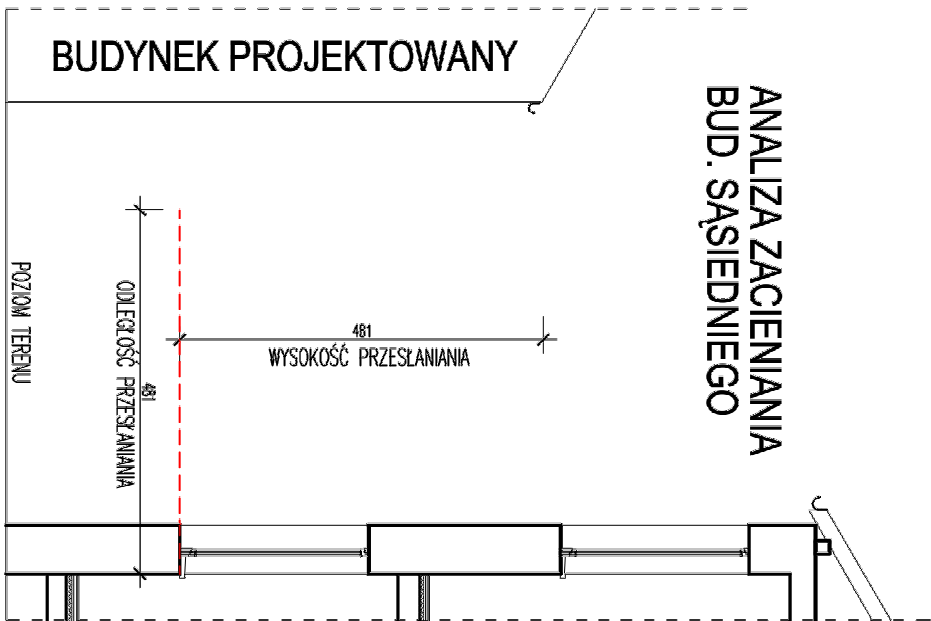 BUDYNEK PROJEKTOWANY
ANALIZA ZACIENIANIA
BUD. SĄSIEDNIEGO
481
WYSOKOŚĆ PRZESŁANIANIA
481
ODLEGŁOŚĆ PRZESŁANIANIA
POZIOM TERENU